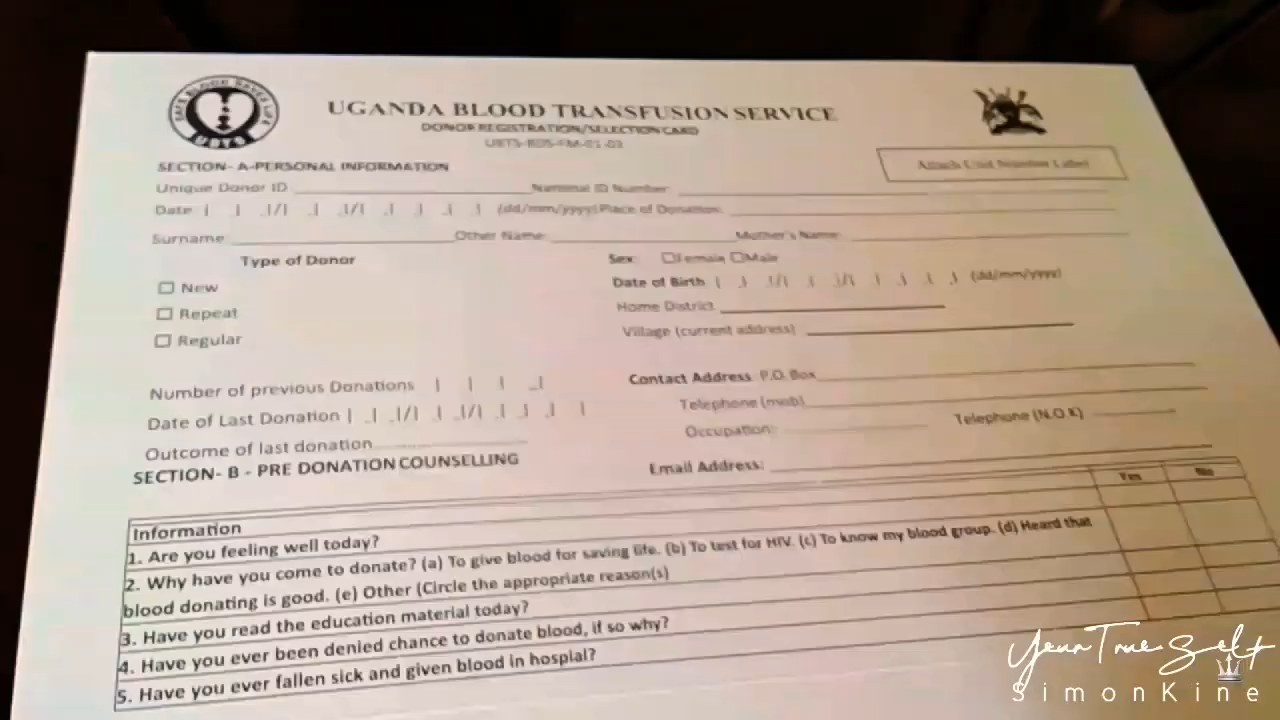 SAFE BLOOD SAVES LIFE
UBTS
UGANDA BLOOD TRANSFUSION SERVICE
DONOR REGISTRATION/SELECTION CARD
Attach Unit Number Label
SECTION- A-PERSONAL INFORMATION
Unique Donor ID National ID Number
Date (dd/mm/yyyy) Place of Donation:
Surname: Other Name: Mother's Name:
Type of Donor
New
Repeat
Regular
Number of previous Donations
Date of Last Donation
Outcome of last donation
Sex: Female Male
Date of Birth (dd/mm/yyyy)
Home District
Village (current address)
Contact Address: P.O. Box
Telephone (mob)
Occupation: Telephone (N.O.K)
Email Address:
SECTION- B - PRE DONATION COUNSELLING
Information Yes No
1. Are you feeling well today?
2. Why have you come to donate? (a) To give blood for saving life. (b) To test for HIV. (c) To know my blood group. (d) Heard that
blood donating is good. (e) Other (Circle the appropriate reason(s)
3. Have you read the education material today?
4. Have you ever been denied chance to donate blood, if so why?
5. Have you ever fallen sick and given blood in hospial?
Your True Self
SimonKine